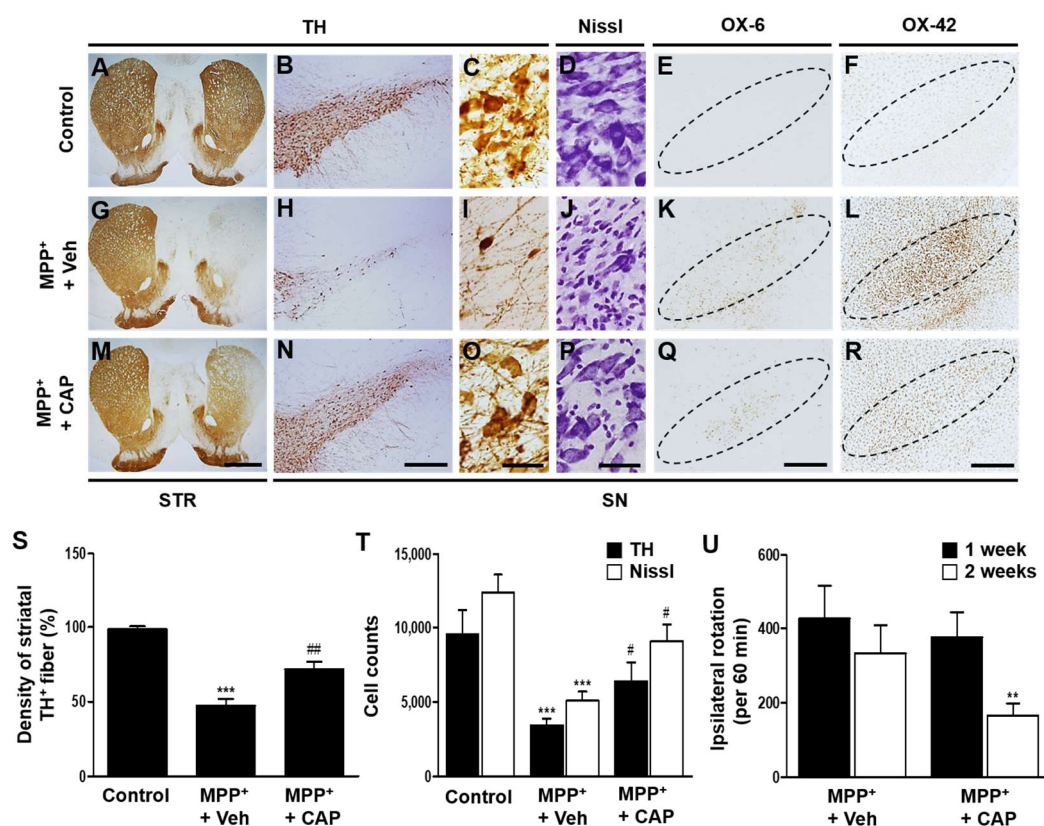 TH Nissl OX-6 OX-42
Control
A B C D E F
MPP⁺
+ Veh
G H I J K L
MPP⁺
+ CAP
M N O P Q R
STR SN
S
Density of striatal
TH⁺ fiber (%)
150
100
50
0
***
##
Control MPP⁺ MPP⁺
+ Veh + CAP
T
Cell counts
15,000
10,000
5,000
0
TH
Nissl
***
***
#
#
Control MPP⁺ MPP⁺
+ Veh + CAP
U
Ipsilateral rotation
(per 60 min)
600
400
200
0
1 week
2 weeks
**
MPP⁺ MPP⁺
+ Veh + CAP